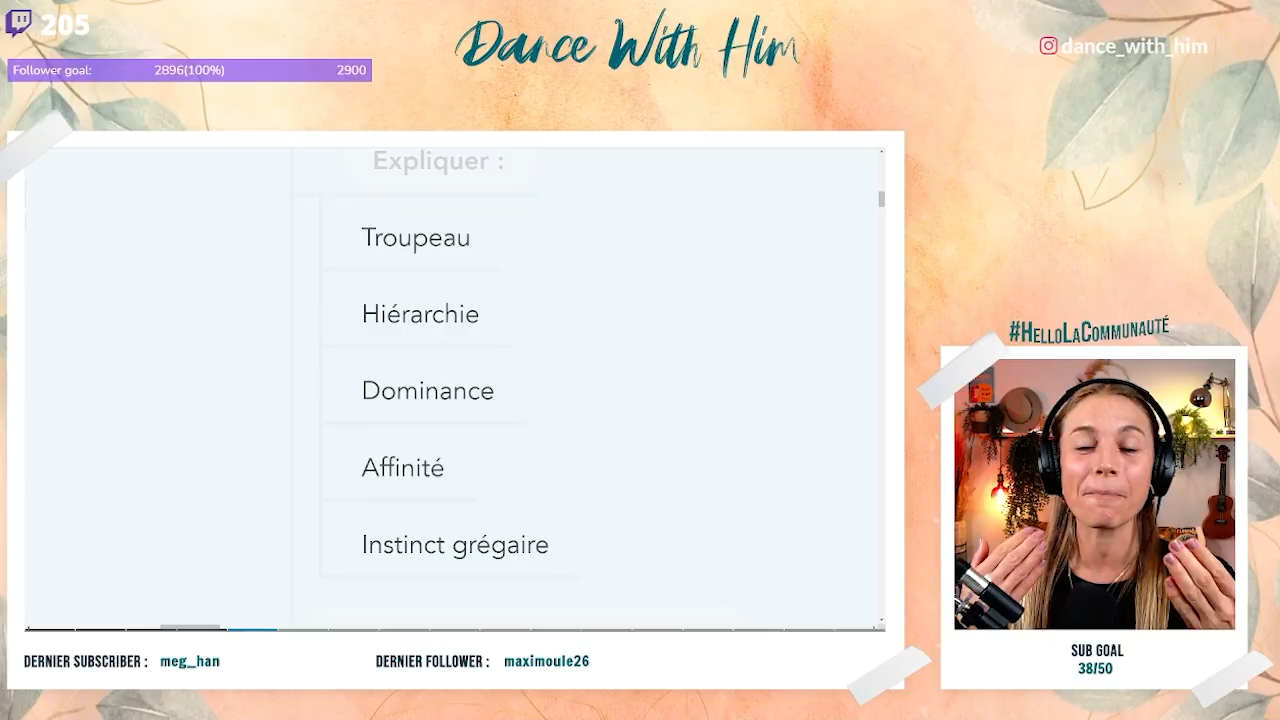 205
Follower goal:
2896(100%)
2900
Dance With Him
dance_with_him
Expliquer :
Troupeau
Hiérarchie
Dominance
Affinité
Instinct grégaire
#HelloLaCommunauté
DERNIER SUBSCRIBER : meg_han
DERNIER FOLLOWER : maximoule26
SUB GOAL
38/50